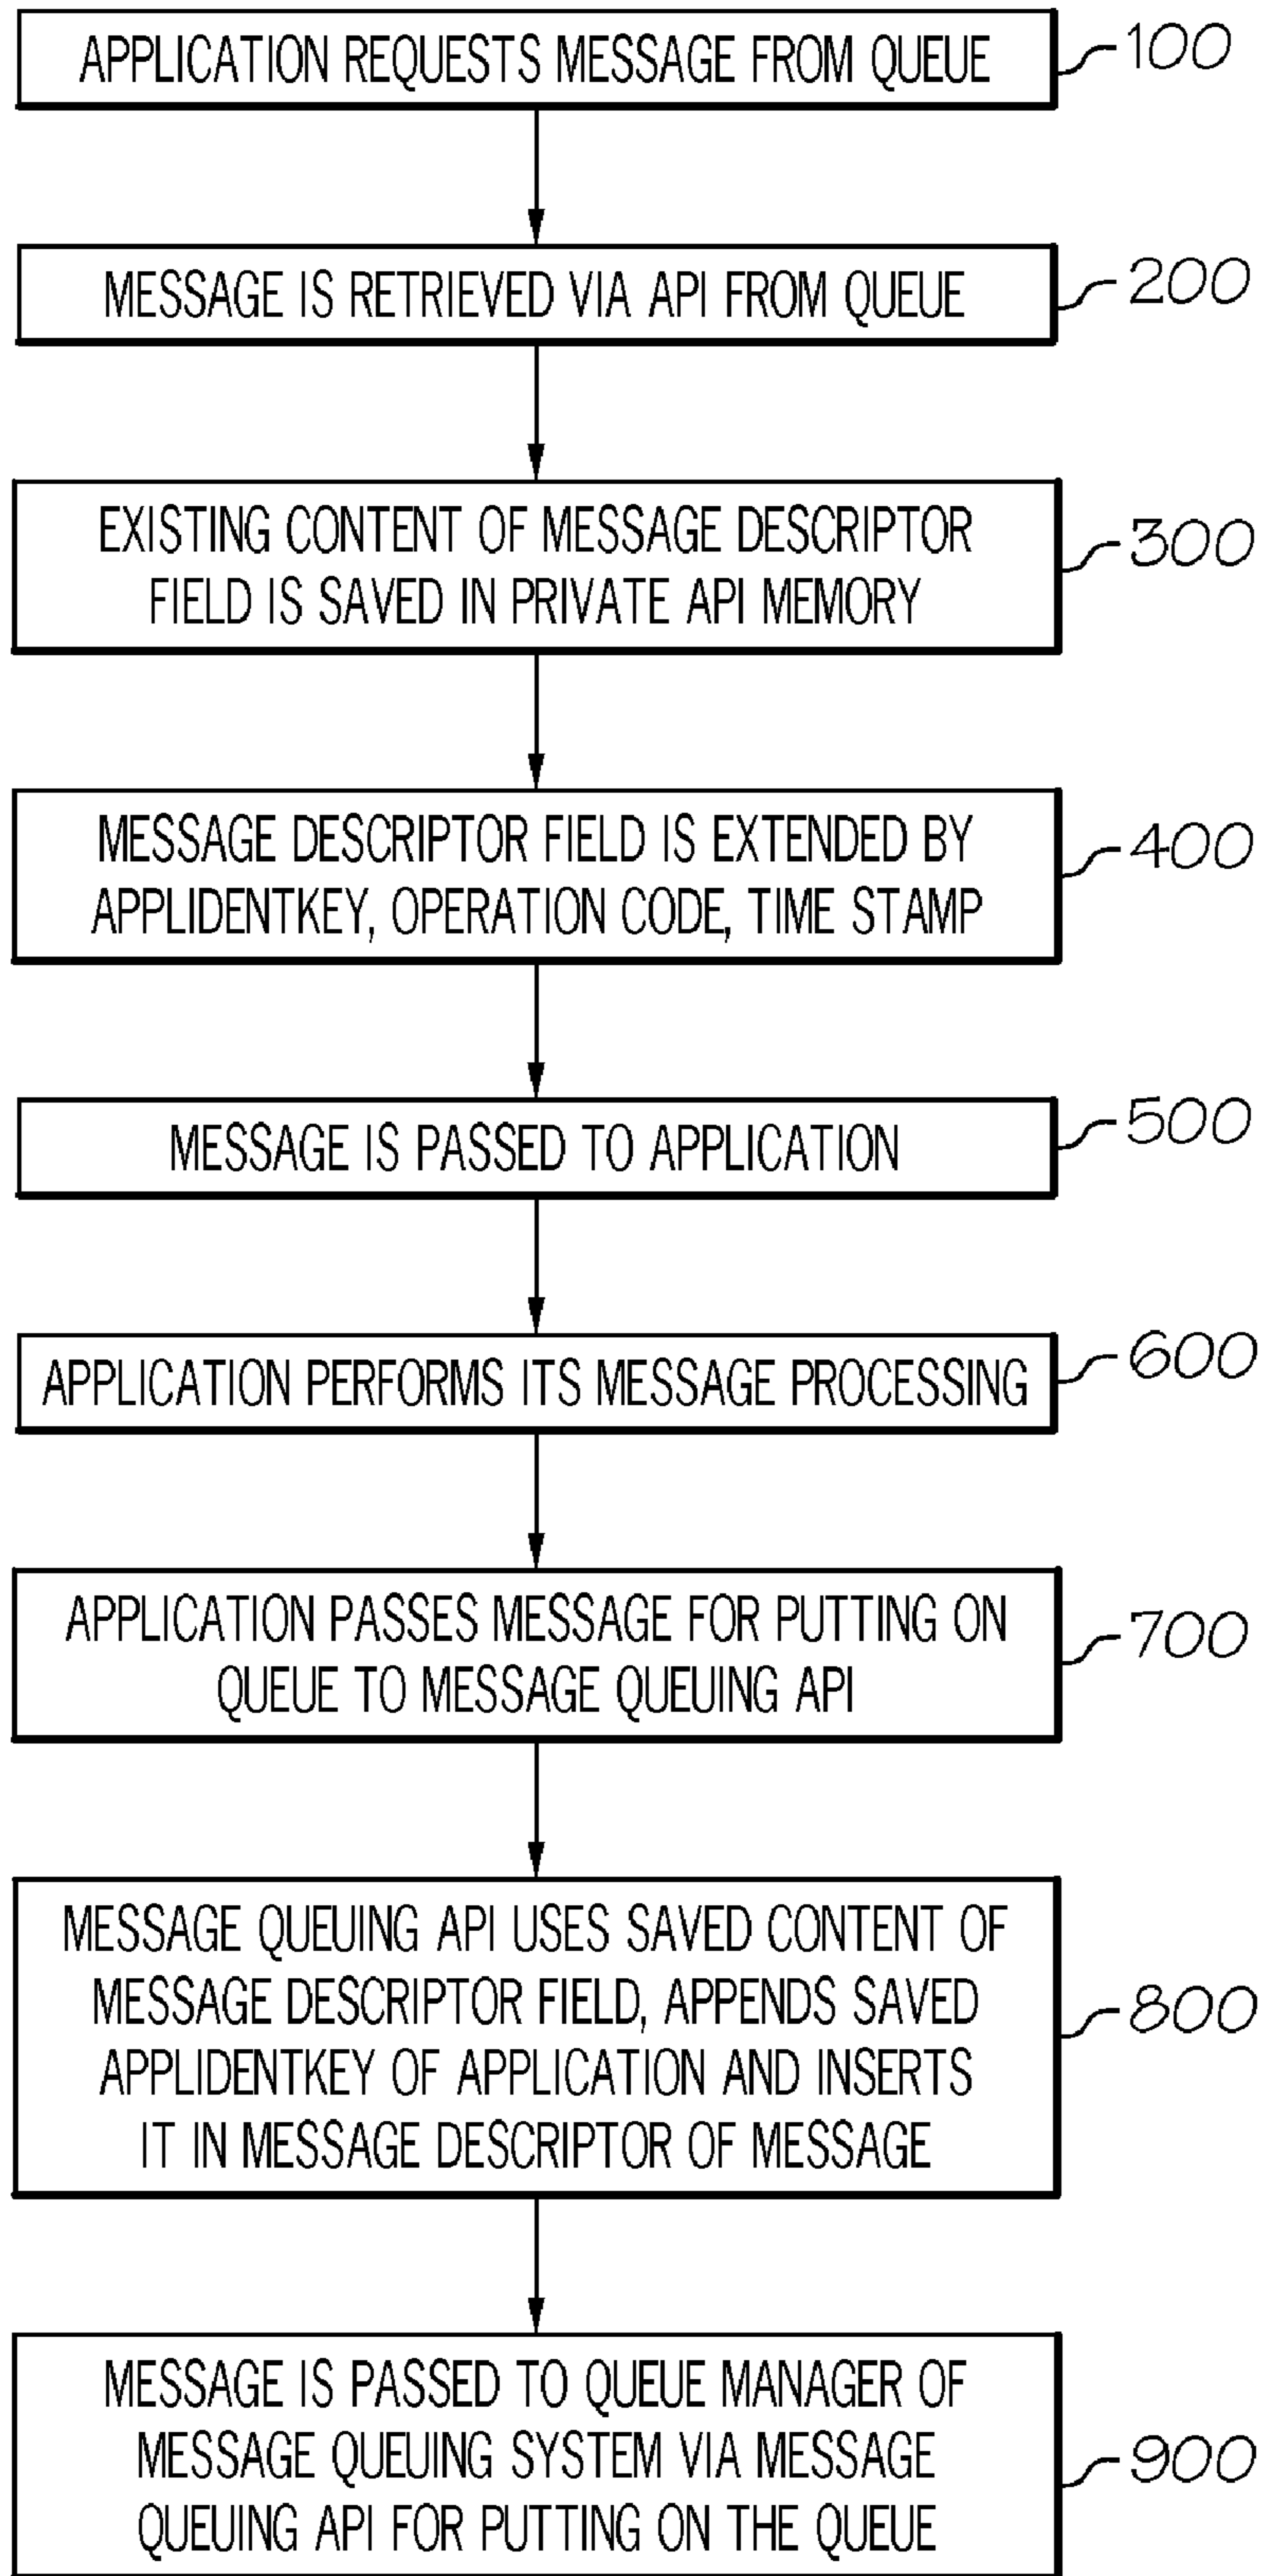 APPLICATION REQUESTS MESSAGE FROM QUEUE
100
MESSAGE IS RETRIEVED VIA API FROM QUEUE
200
EXISTING CONTENT OF MESSAGE DESCRIPTOR
FIELD IS SAVED IN PRIVATE API MEMORY
300
MESSAGE DESCRIPTOR FIELD IS EXTENDED BY
APPLIDENTKEY, OPERATION CODE, TIME STAMP
400
MESSAGE IS PASSED TO APPLICATION
500
APPLICATION PERFORMS ITS MESSAGE PROCESSING
600
APPLICATION PASSES MESSAGE FOR PUTTING ON
QUEUE TO MESSAGE QUEUING API
700
MESSAGE QUEUING API USES SAVED CONTENT OF
MESSAGE DESCRIPTOR FIELD, APPENDS SAVED
APPLIDENTKEY OF APPLICATION AND INSERTS
IT IN MESSAGE DESCRIPTOR OF MESSAGE
800
MESSAGE IS PASSED TO QUEUE MANAGER OF
MESSAGE QUEUING SYSTEM VIA MESSAGE
QUEUING API FOR PUTTING ON THE QUEUE
900